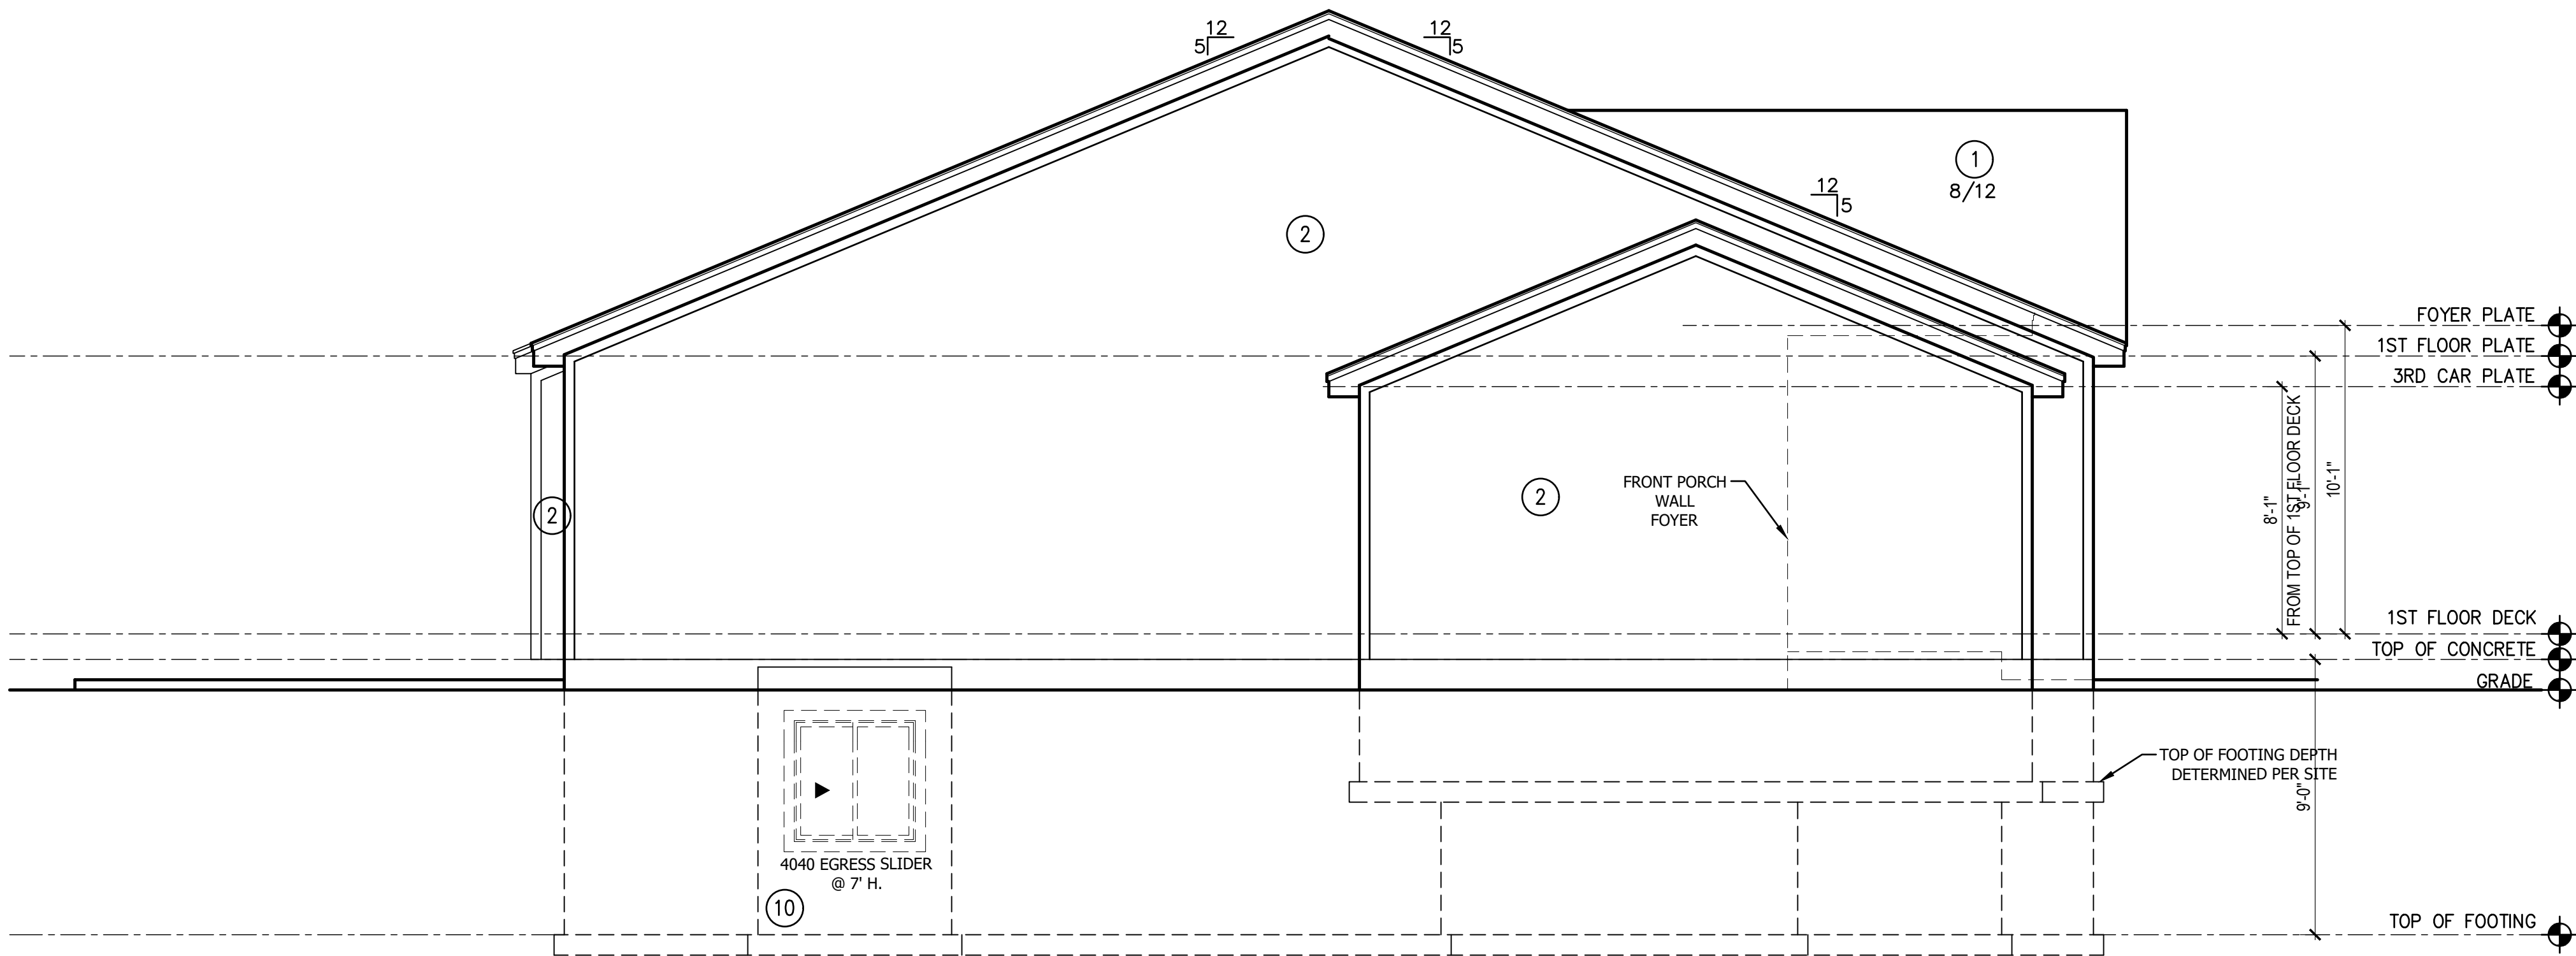 12
5
12
5
1
8/12
12
5
2
FOYER PLATE
1ST FLOOR PLATE
3RD CAR PLATE
8'-1"
FROM TOP OF 1ST FLOOR DECK
9'-1"
10'-1"
2
2
FRONT PORCH
WALL
FOYER
1ST FLOOR DECK
TOP OF CONCRETE
GRADE
TOP OF FOOTING DEPTH
DETERMINED PER SITE
9'-0"
4040 EGRESS SLIDER
@ 7' H.
10
TOP OF FOOTING